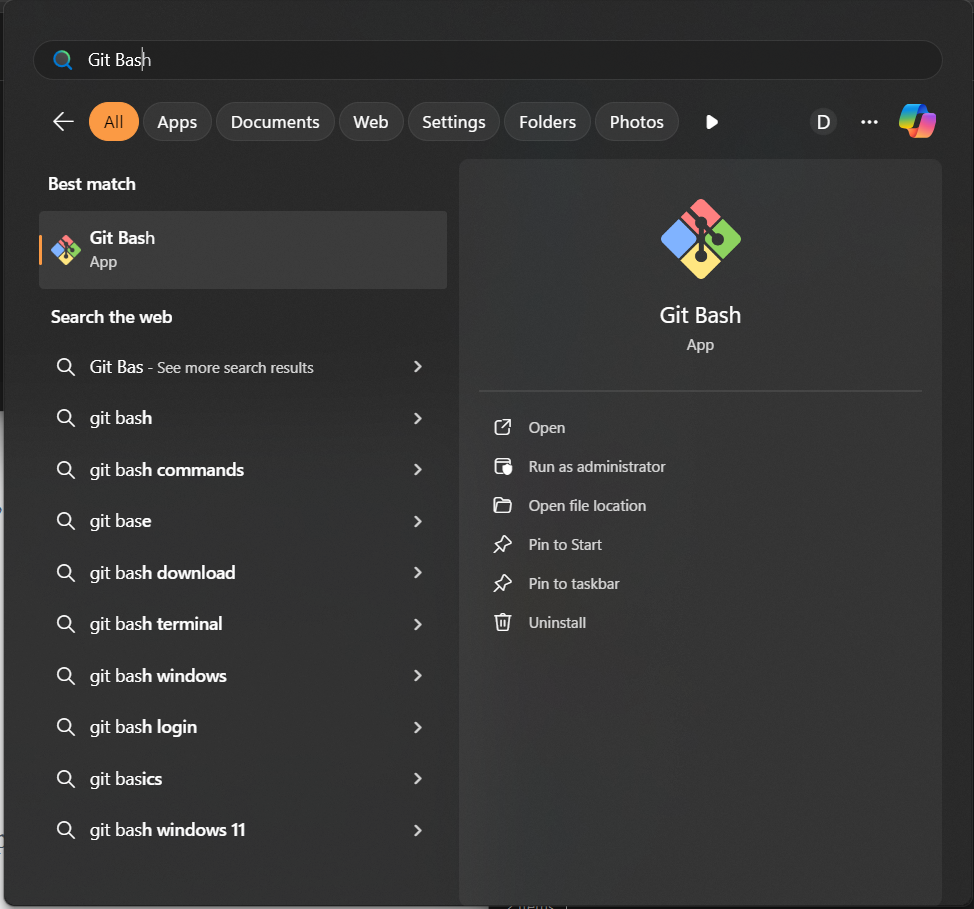 Git Bash
All Apps Documents Web Settings Folders Photos D
Best match
Git Bash
App
Search the web
Git Bas - See more search results
git bash
git bash commands
git base
git bash download
git bash terminal
git bash windows
git bash login
git basics
git bash windows 11
Git Bash
App
Open
Run as administrator
Open file location
Pin to Start
Pin to taskbar
Uninstall